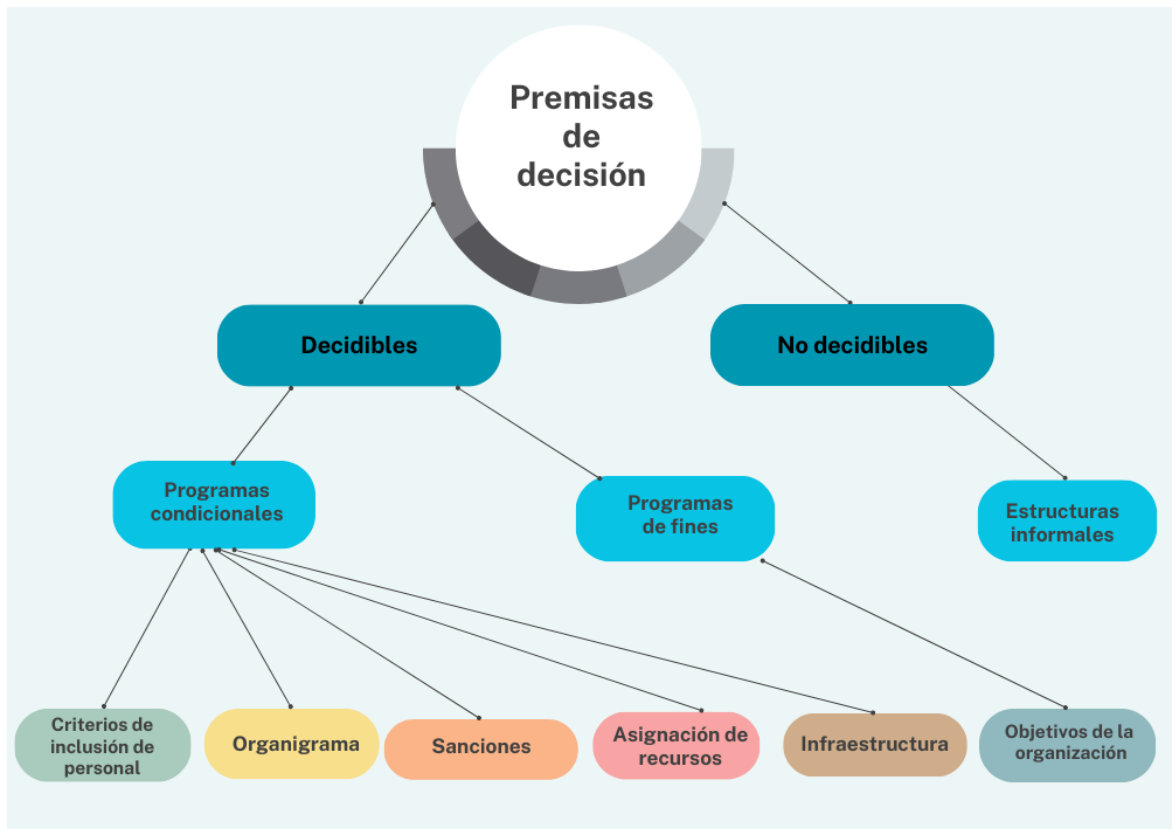 Premisas
de
decisión
Decidibles
No decidibles
Programas
condicionales
Programas
de fines
Estructuras
informales
Criterios de
inclusión de
personal
Organigrama
Sanciones
Asignación de
recursos
Infraestructura
Objetivos de la
organización